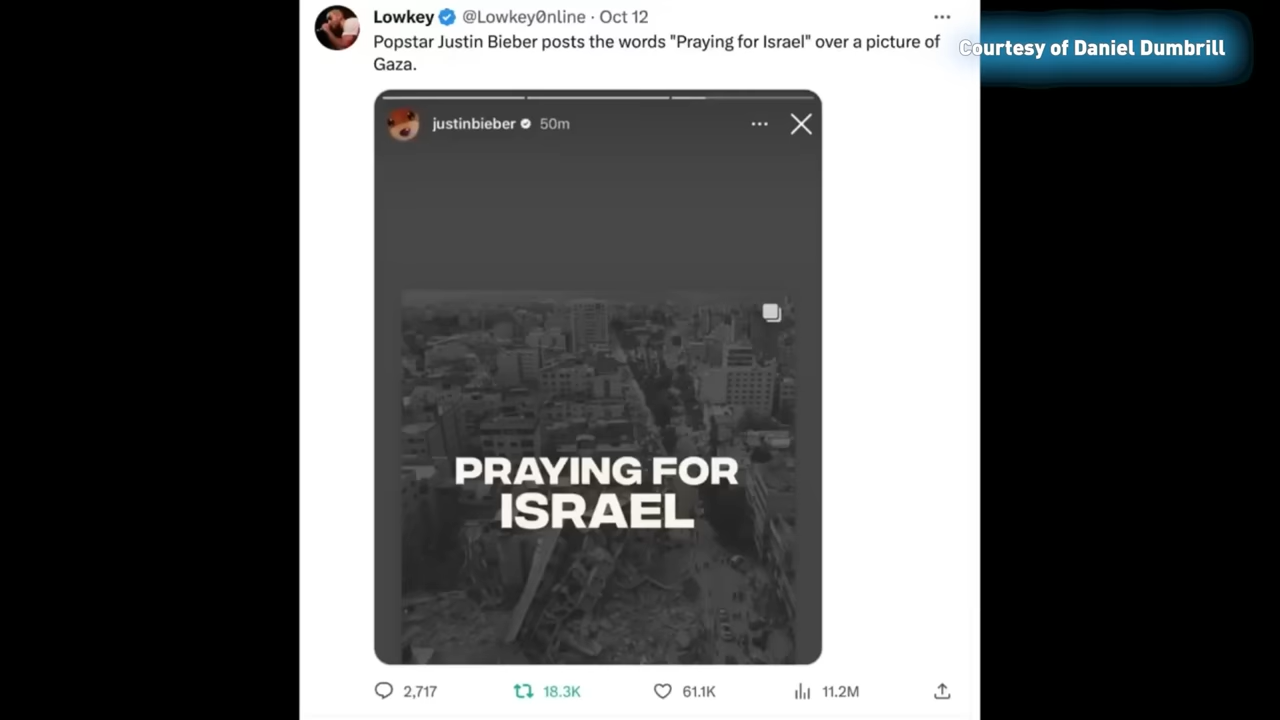 Lowkey @Lowkey0nline · Oct 12
Popstar Justin Bieber posts the words "Praying for Israel" over a picture of
Gaza.
Courtesy of Daniel Dumbrill
justinbieber 50m
PRAYING FOR
ISRAEL
2,717 18.3K 61.1K 11.2M